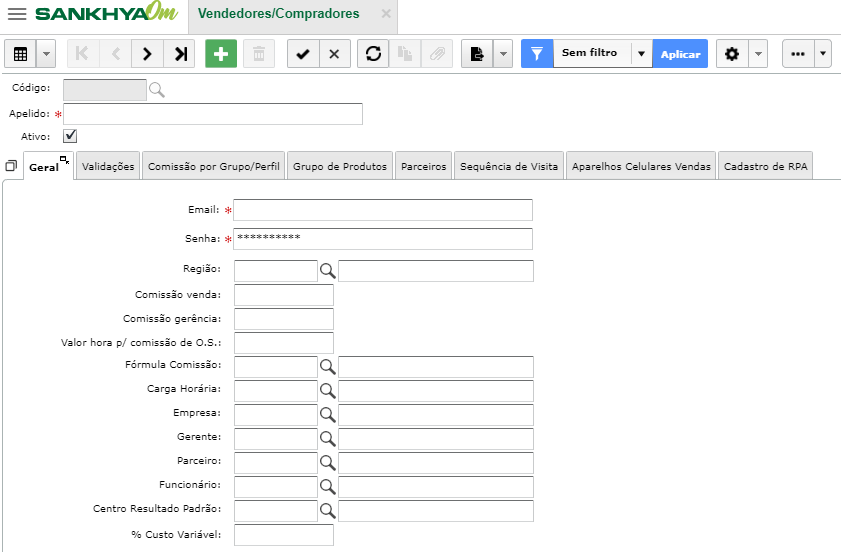 SANKHYA Om
Vendedores/Compradores ×
Sem filtro
Aplicar
Código:
Apelido: *
Ativo:
Geral Validações Comissão por Grupo/Perfil Grupo de Produtos Parceiros Sequência de Visita Aparelhos Celulares Vendas Cadastro de RPA
Email: *
Senha: * **********
Região:
Comissão venda:
Comissão gerência:
Valor hora p/ comissão de O.S.:
Fórmula Comissão:
Carga Horária:
Empresa:
Gerente:
Parceiro:
Funcionário:
Centro Resultado Padrão:
% Custo Variável: